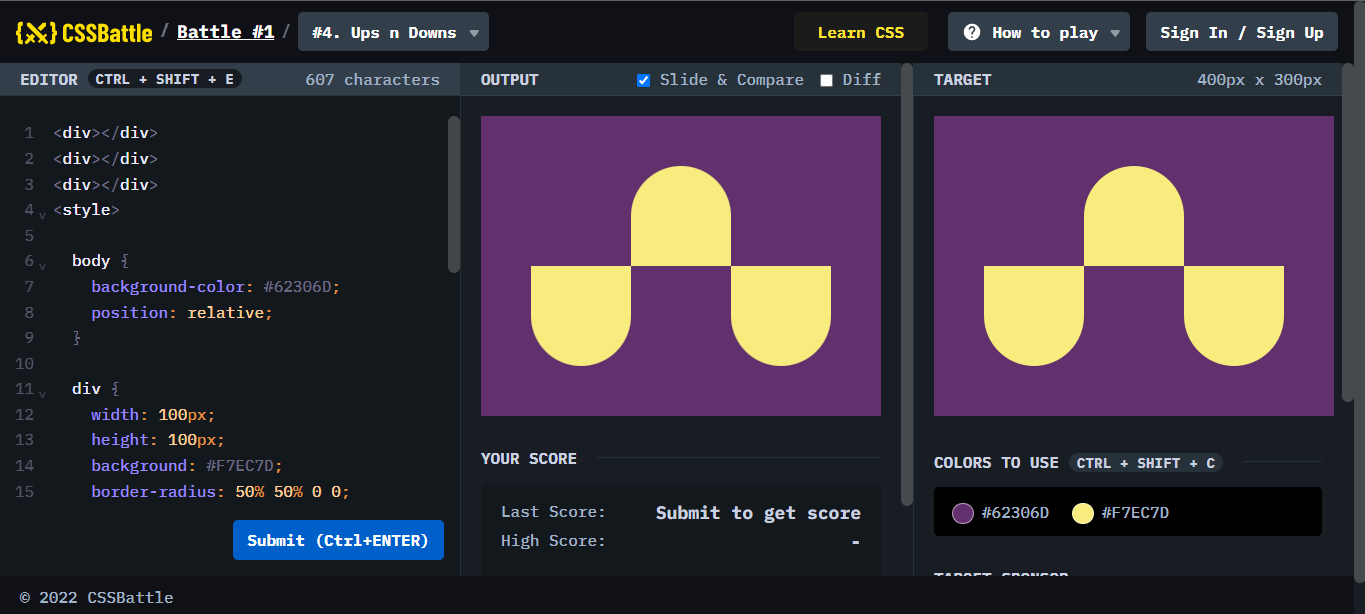 {X} CSSBattle / Battle #1 / #4. Ups n Downs ▾ Learn CSS ? How to play ▾ Sign In / Sign Up
EDITOR CTRL + SHIFT + E 607 characters
1 <div></div>
2 <div></div>
3 <div></div>
4 <style>
5
6 body {
7 background-color: #62306D;
8 position: relative;
9 }
10
11 div {
12 width: 100px;
13 height: 100px;
14 background: #F7EC7D;
15 border-radius: 50% 50% 0 0;
Submit (Ctrl+ENTER)
OUTPUT Slide & Compare Diff
YOUR SCORE
Last Score: Submit to get score
High Score: -
TARGET 400px x 300px
COLORS TO USE CTRL + SHIFT + C
#62306D #F7EC7D
TARGET SPONSOR
© 2022 CSSBattle